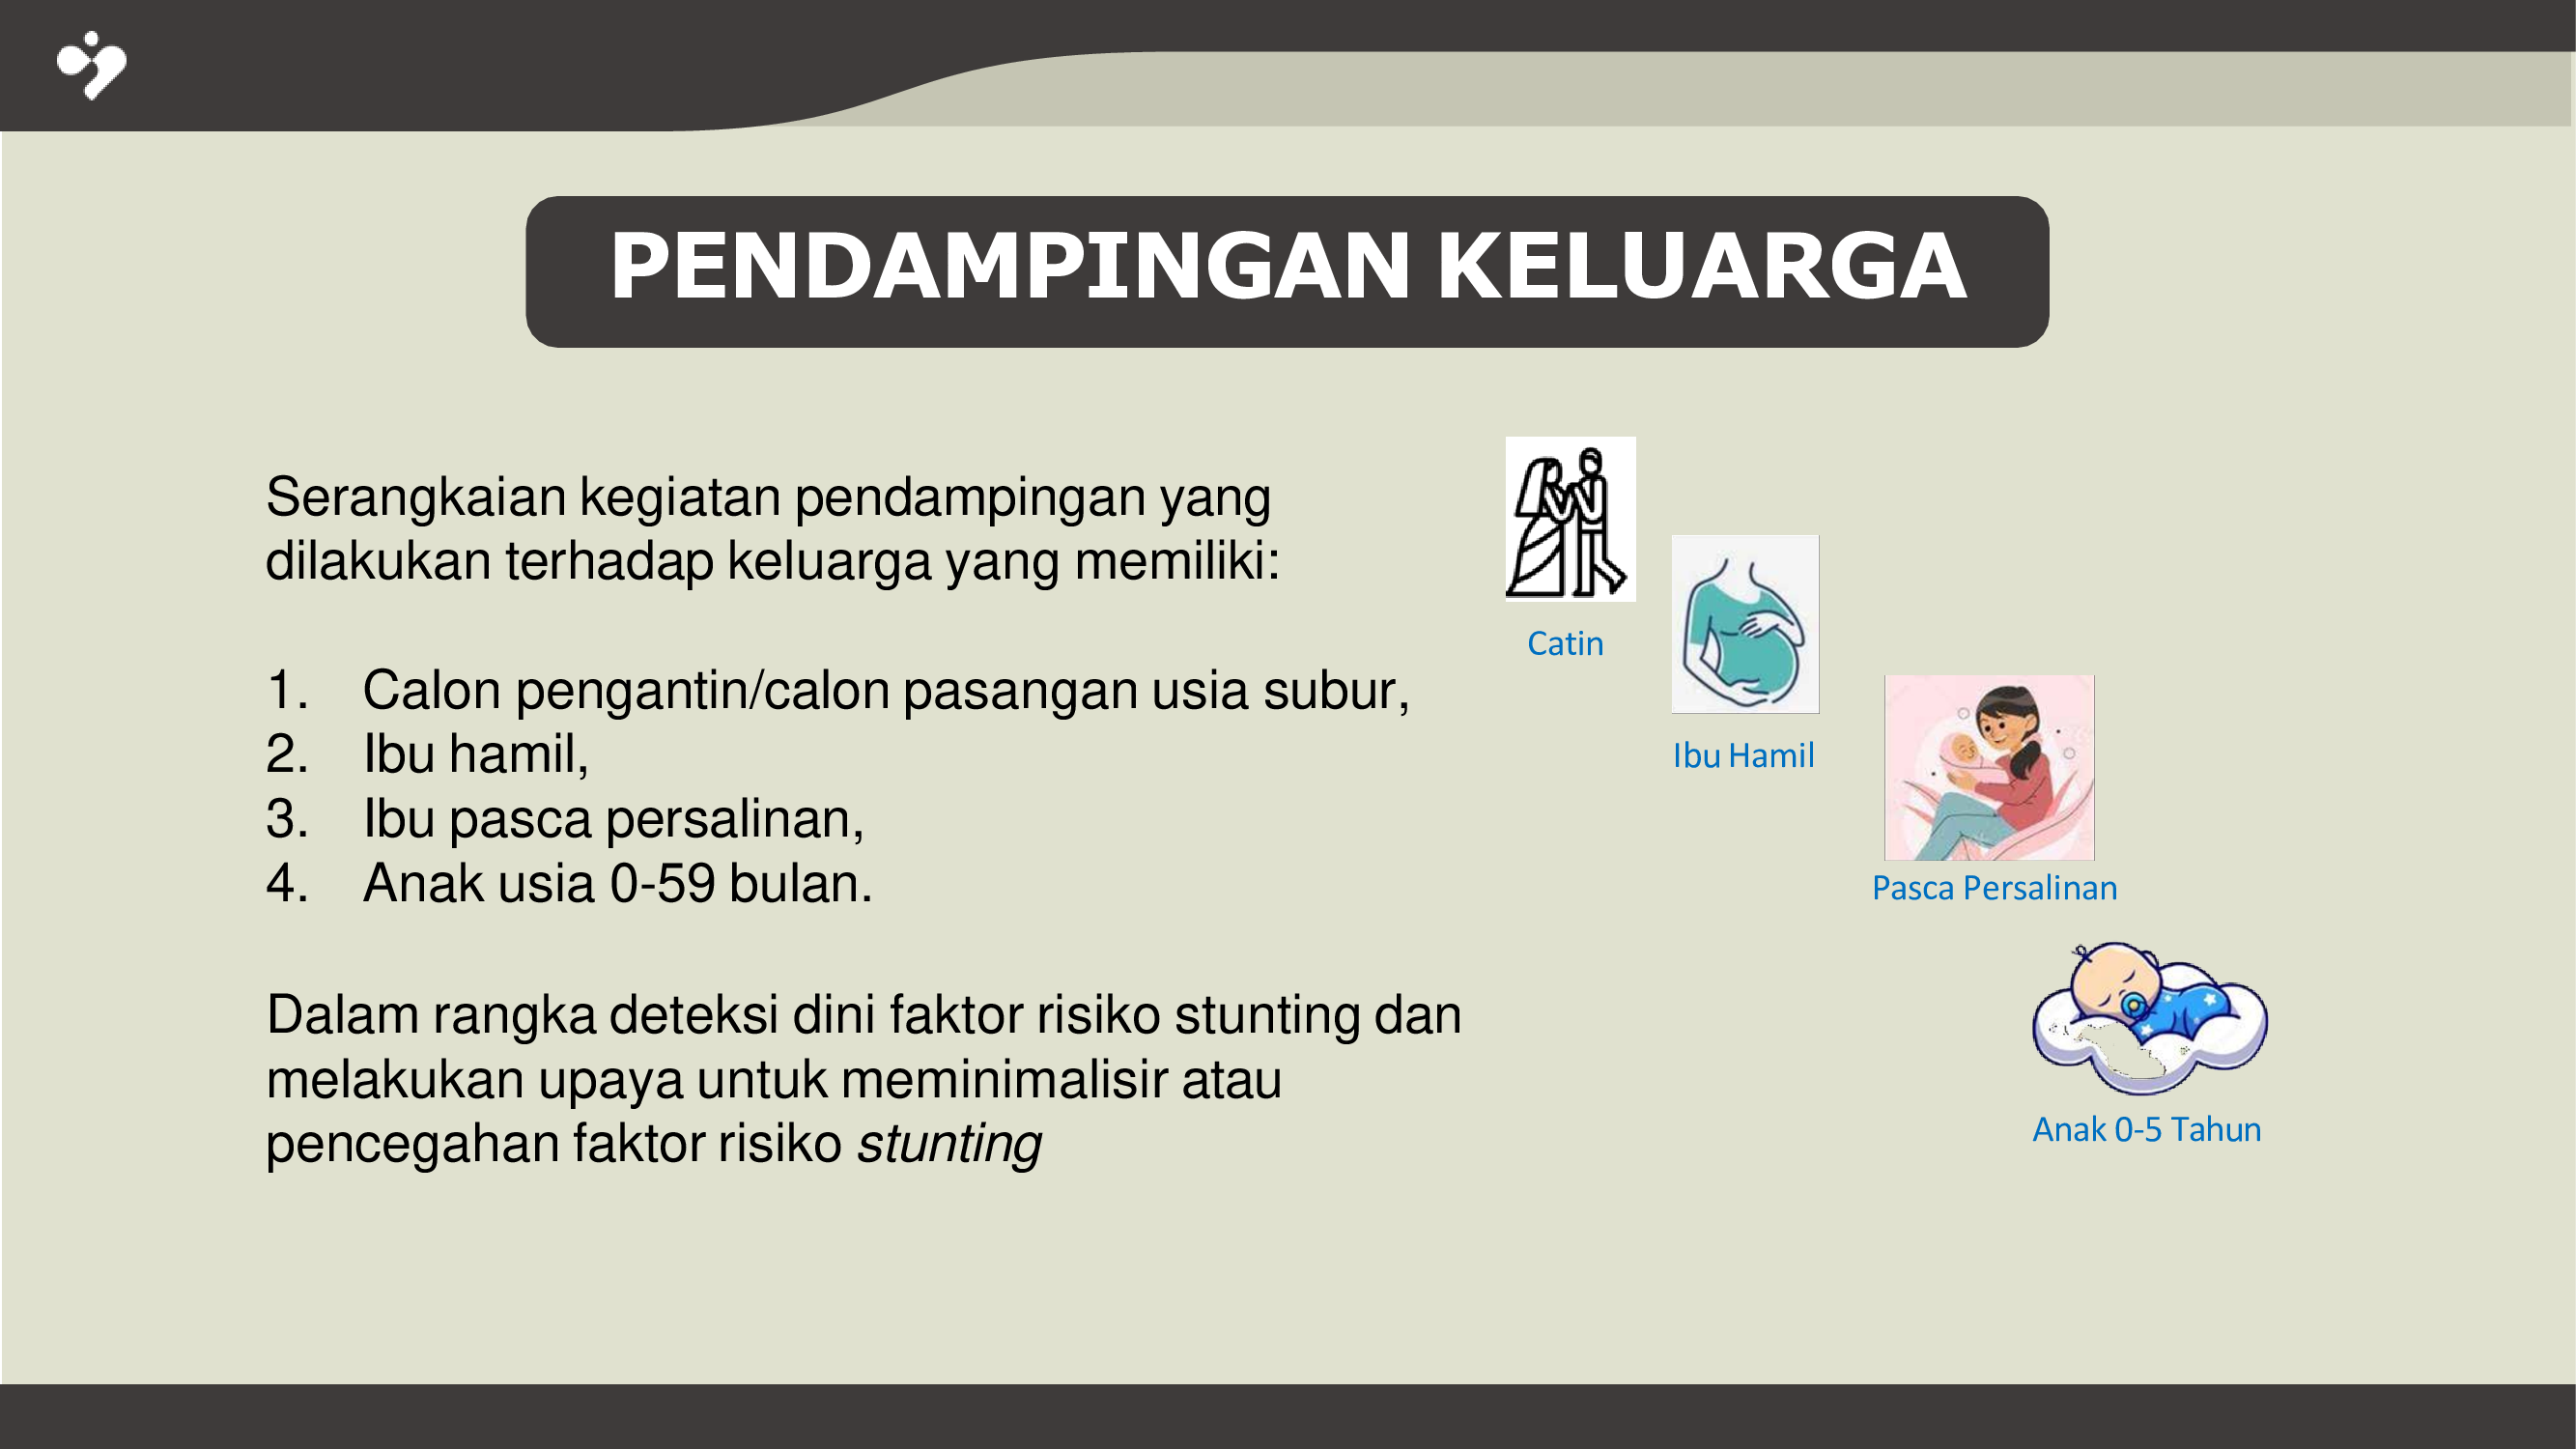 PENDAMPINGAN KELUARGA
Serangkaian kegiatan pendampingan yang
dilakukan terhadap keluarga yang memiliki:
1. Calon pengantin/calon pasangan usia subur,
2. Ibu hamil,
3. Ibu pasca persalinan,
4. Anak usia 0-59 bulan.
Dalam rangka deteksi dini faktor risiko stunting dan
melakukan upaya untuk meminimalisir atau
pencegahan faktor risiko stunting
Catin
Ibu Hamil
Pasca Persalinan
Anak 0-5 Tahun